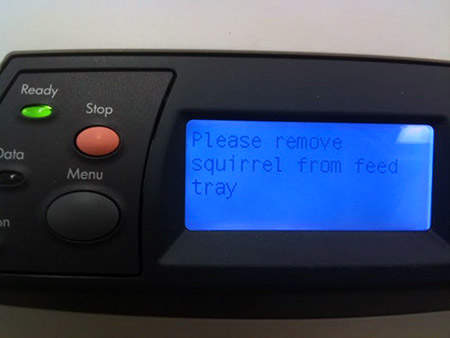 Ready
Stop
Data
Menu
Please remove
squirrel from feed
tray